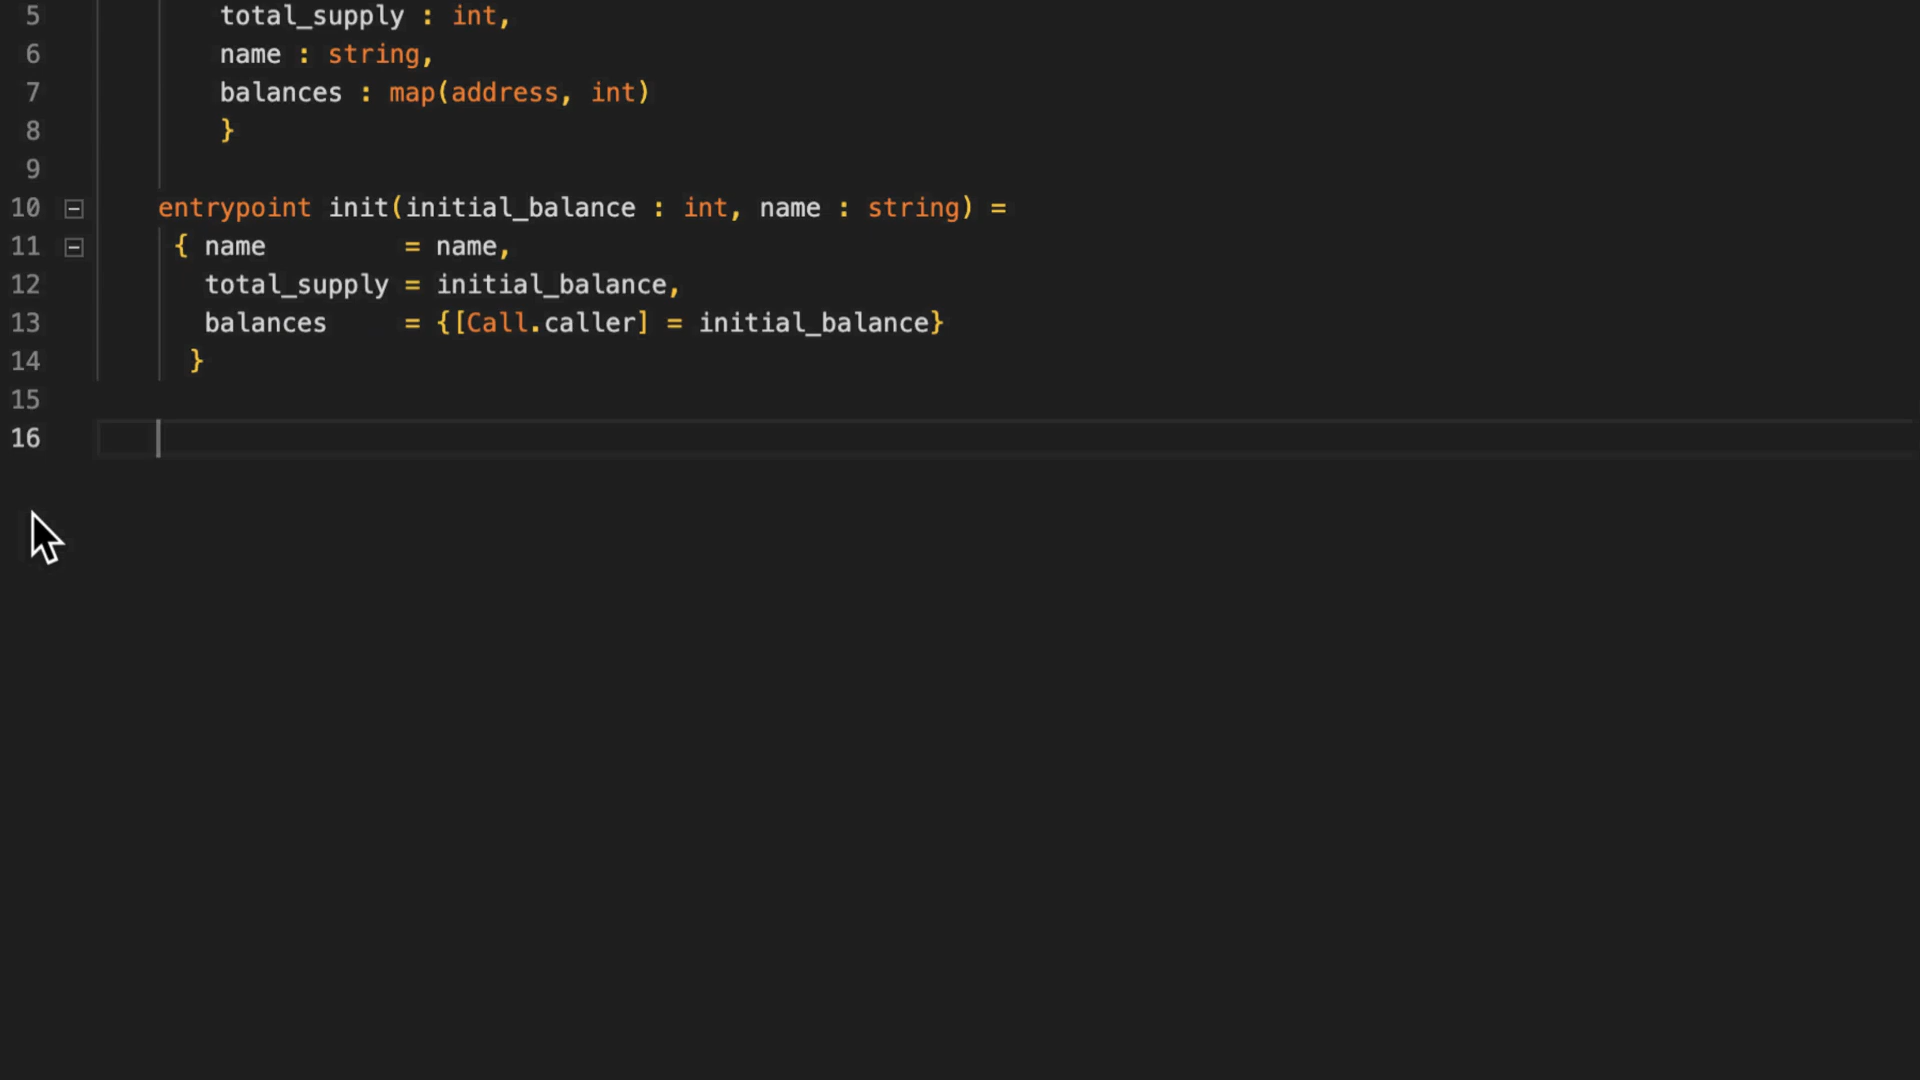 5 total_supply : int,
6 name : string,
7 balances : map(address, int)
8 }
9
10 entrypoint init(initial_balance : int, name : string) =
11 { name = name,
12 total_supply = initial_balance,
13 balances = {[Call.caller] = initial_balance}
14 }
15
16